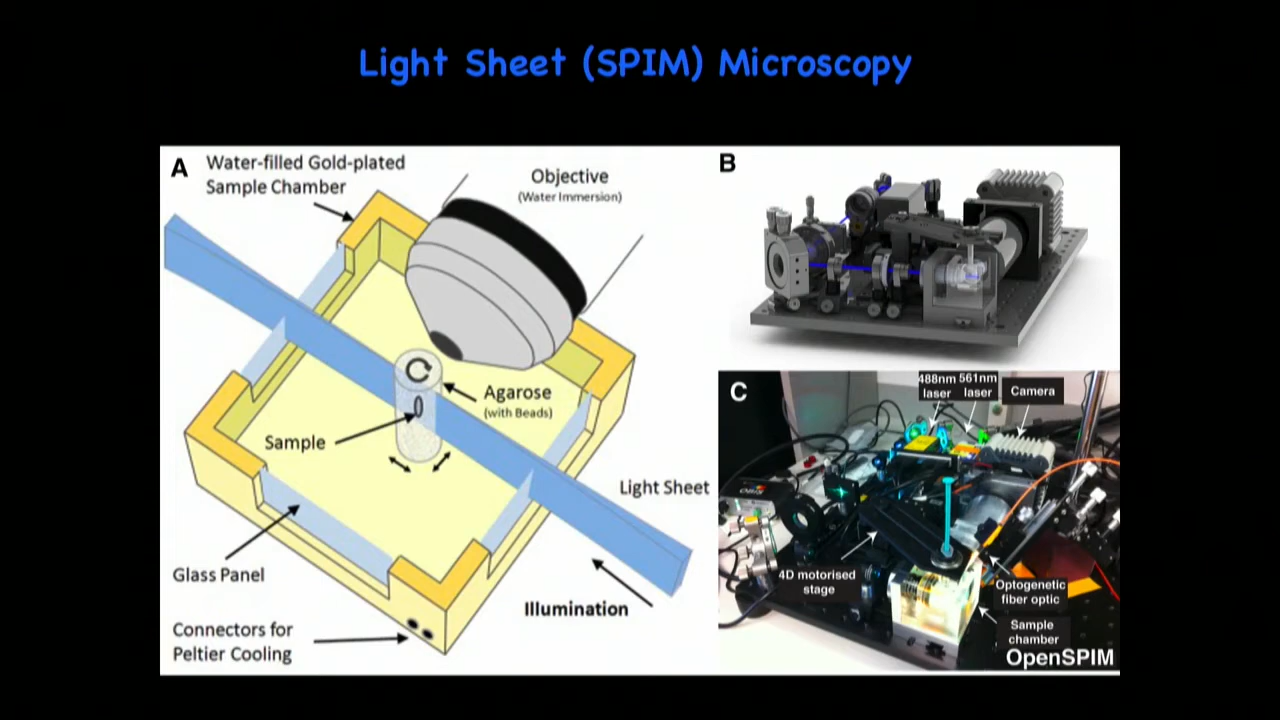 Light Sheet (SPIM) Microscopy
A
Water-filled Gold-plated
Sample Chamber
Objective
(Water Immersion)
Agarose
(with Beads)
Sample
Light Sheet
Glass Panel
Illumination
Connectors for
Peltier Cooling
B
C
488nm
laser
561nm
laser
Camera
4D motorised
stage
Optogenetic
fiber optic
Sample
chamber
OpenSPIM